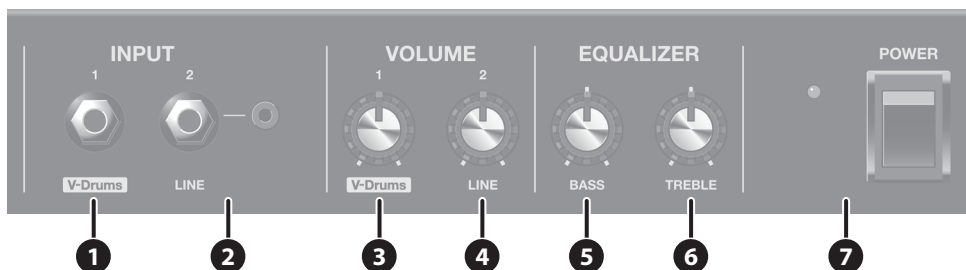 INPUT VOLUME EQUALIZER POWER
1 2 1 2
V-Drums LINE V-Drums LINE BASS TREBLE
1 2 3 4 5 6 7